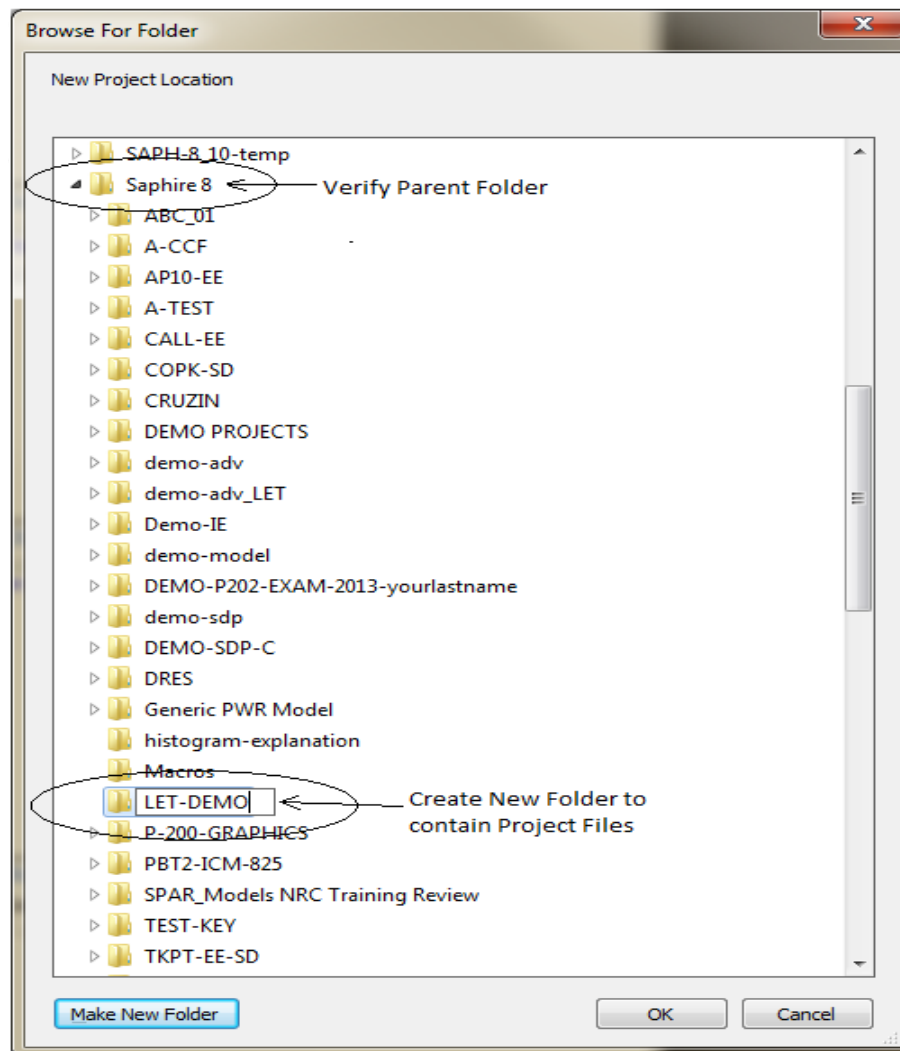 Browse For Folder
New Project Location
SAPH-8_10-temp
Saphire 8
Verify Parent Folder
ABC_01
A-CCF
AP10-EE
A-TEST
CALL-EE
COPK-SD
CRUZIN
DEMO PROJECTS
demo-adv
demo-adv_LET
Demo-IE
demo-model
DEMO-P202-EXAM-2013-yourlastname
demo-sdp
DEMO-SDP-C
DRES
Generic PWR Model
histogram-explanation
Macros
LET-DEMO
Create New Folder to
contain Project Files
P-200-GRAPHICS
PBT2-ICM-825
SPAR_Models NRC Training Review
TEST-KEY
TKPT-EE-SD
Make New Folder
OK
Cancel